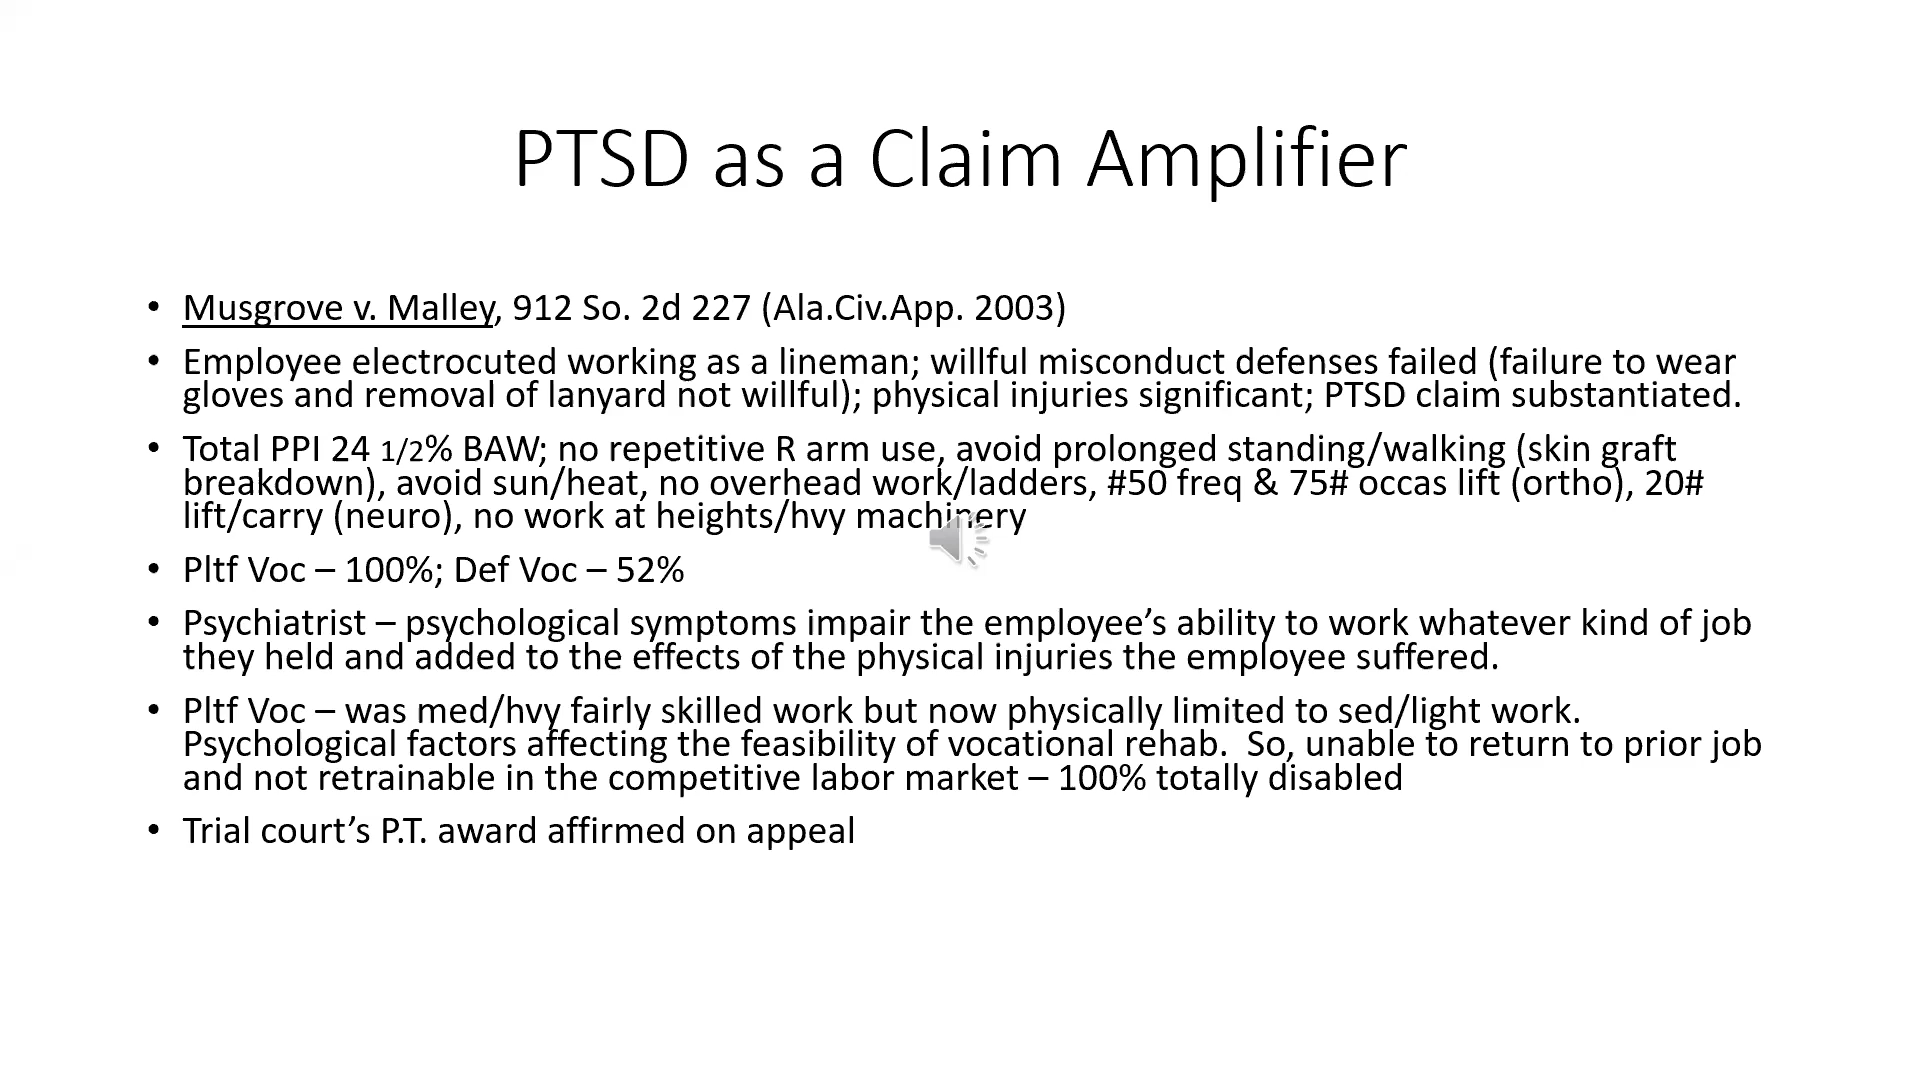 PTSD as a Claim Amplifier
• Musgrove v. Malley, 912 So. 2d 227 (Ala.Civ.App. 2003)
• Employee electrocuted working as a lineman; willful misconduct defenses failed (failure to wear
gloves and removal of lanyard not willful); physical injuries significant; PTSD claim substantiated.
• Total PPI 24 1/2% BAW; no repetitive R arm use, avoid prolonged standing/walking (skin graft
breakdown), avoid sun/heat, no overhead work/ladders, #50 freq & 75# occas lift (ortho), 20#
lift/carry (neuro), no work at heights/hvy machinery
• Pltf Voc – 100%; Def Voc – 52%
• Psychiatrist – psychological symptoms impair the employee’s ability to work whatever kind of job
they held and added to the effects of the physical injuries the employee suffered.
• Pltf Voc – was med/hvy fairly skilled work but now physically limited to sed/light work.
Psychological factors affecting the feasibility of vocational rehab.  So, unable to return to prior job
and not retrainable in the competitive labor market – 100% totally disabled
• Trial court’s P.T. award affirmed on appeal